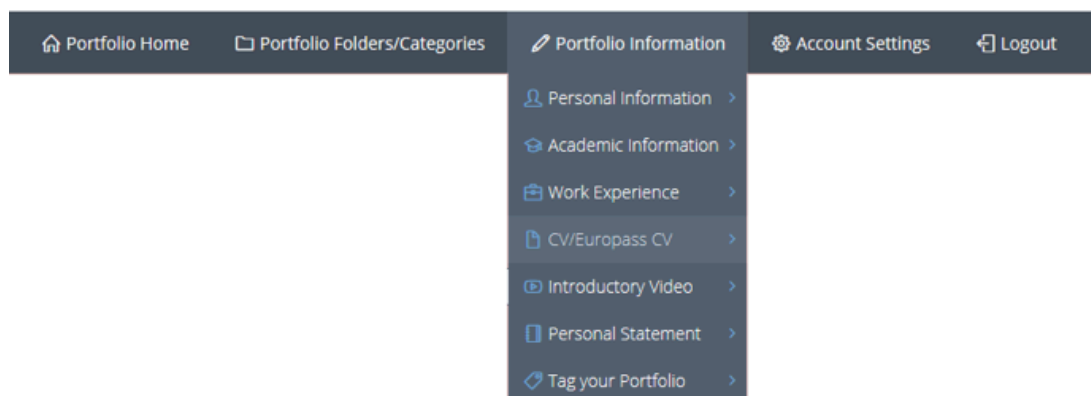 Portfolio Home Portfolio Folders/Categories Portfolio Information Account Settings Logout
Personal Information
Academic Information
Work Experience
CV/Europass CV
Introductory Video
Personal Statement
Tag your Portfolio